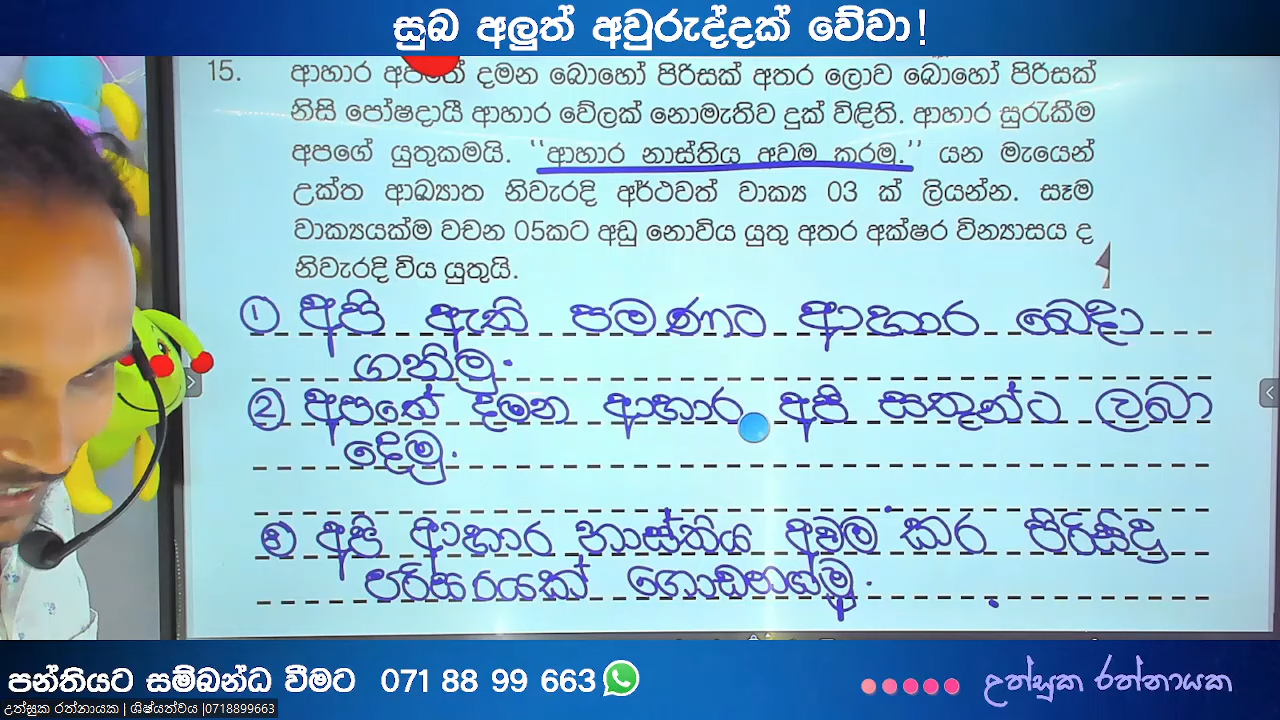 සුබ අලුත් අවුරුද්දක් වේවා!
15. ආහාර අපතේ දමන බොහෝ පිරිසක් අතර ලොව බොහෝ පිරිසක්
නිසි පෝෂදායී ආහාර වේලක් නොමැතිව දුක් විඳිති. ආහාර සුරැකීම
අපගේ යුතුකමයි. "ආහාර නාස්තිය අවම කරමු." යන මැයෙන්
උක්ත ආඛ්‍යාත නිවැරදි අර්ථවත් වාක්‍ය 03 ක් ලියන්න. සෑම
වාක්‍යයක්ම වචන 05කට අඩු නොවිය යුතු අතර අක්ෂර වින්‍යාසය ද
නිවැරදි විය යුතුයි.
① අපි ඇති පමණට ආහාර බෙදා
ගනිමු.
② අපතේ දමන ආහාර අපි සතුන්ට ලබා
දෙමු.
③ අපි ආහාර නාස්තිය අවම කර පිරිසිදු
පරිසරයක් ගොඩනගමු.
පන්තියට සම්බන්ධ වීමට 071 88 99 663
උත්සුක රත්නායක
උත්සුක රත්නායක | ශිෂ්‍යත්වය |0718899663